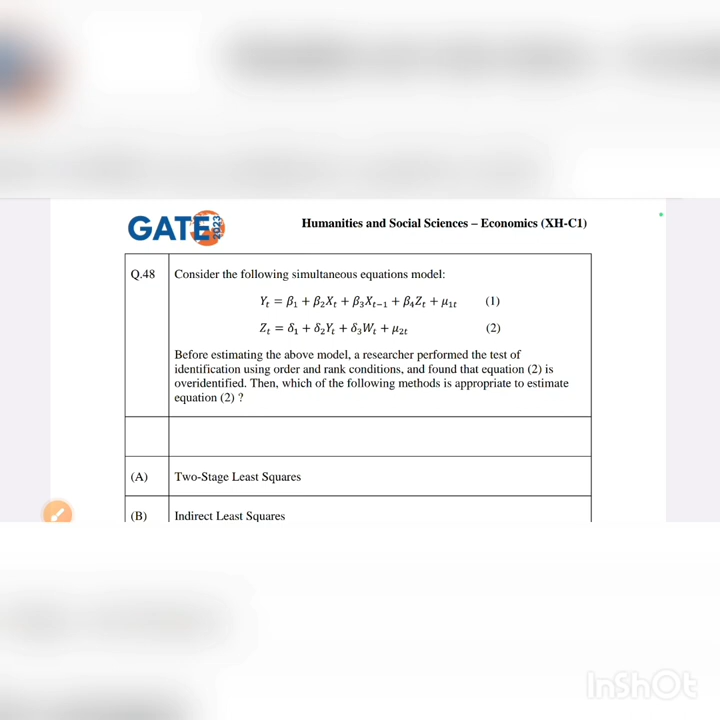 GATE 2023
Humanities and Social Sciences – Economics (XH-C1)
Q.48 Consider the following simultaneous equations model:
Yₜ = β₁ + β₂Xₜ + β₃Xₜ₋₁ + β₄Zₜ + μ₁ₜ (1)
Zₜ = δ₁ + δ₂Yₜ + δ₃Wₜ + μ₂ₜ (2)
Before estimating the above model, a researcher performed the test of
identification using order and rank conditions, and found that equation (2) is
overidentified. Then, which of the following methods is appropriate to estimate
equation (2) ?
(A) Two-Stage Least Squares
(B) Indirect Least Squares
InShOt